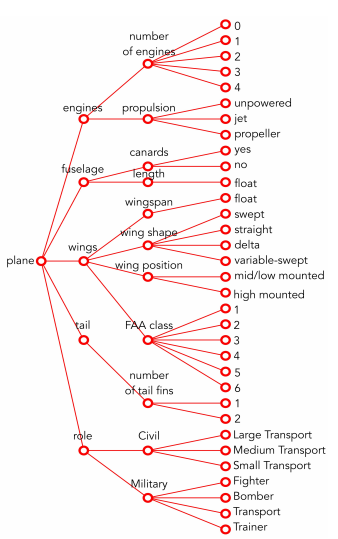 number
of engines
0
1
2
3
4
engines
propulsion
unpowered
jet
propeller
canards
yes
no
fuselage
length
float
wingspan
float
wing shape
swept
straight
delta
variable-swept
plane
wings
wing position
mid/low mounted
high mounted
FAA class
1
2
3
4
5
6
tail
number
of tail fins
1
2
role
Civil
Large Transport
Medium Transport
Small Transport
Military
Fighter
Bomber
Transport
Trainer